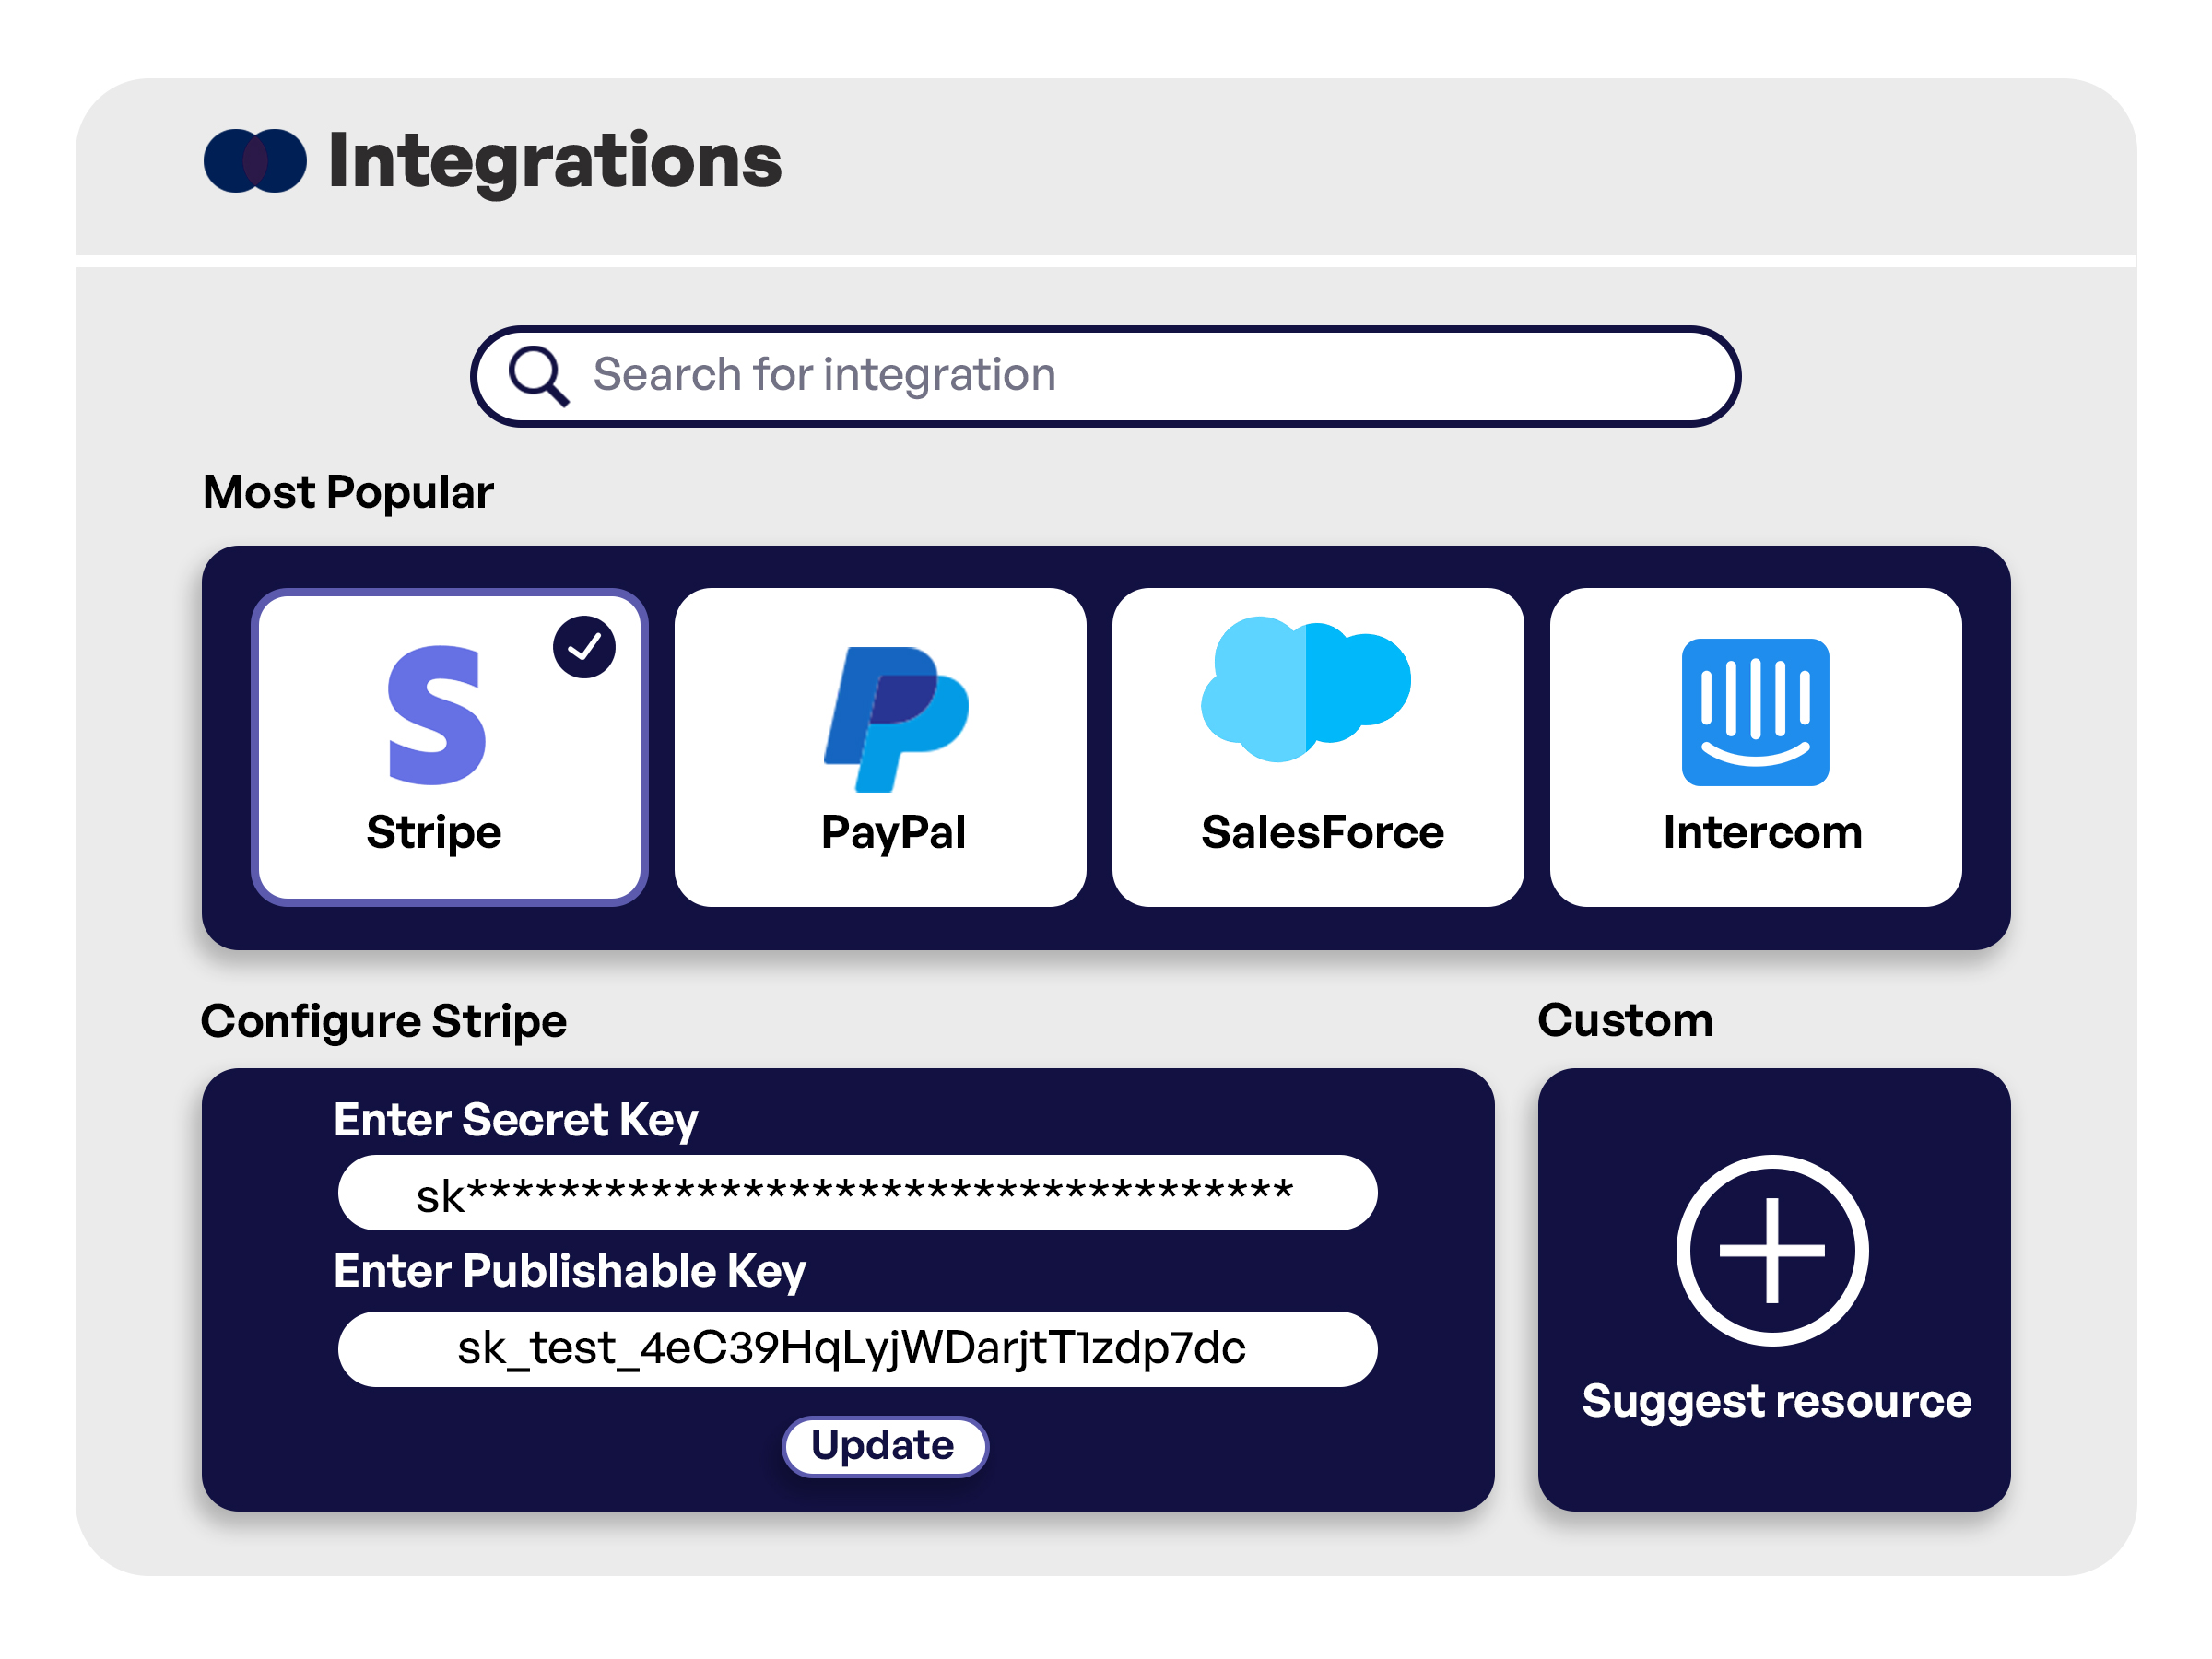 Integrations
Search for integration
Most Popular
Stripe
PayPal
SalesForce
Intercom
Configure Stripe
Custom
Enter Secret Key
sk************************************
Enter Publishable Key
sk_test_4eC39HqLyjWDarjtT1zdp7dc
Update
Suggest resource